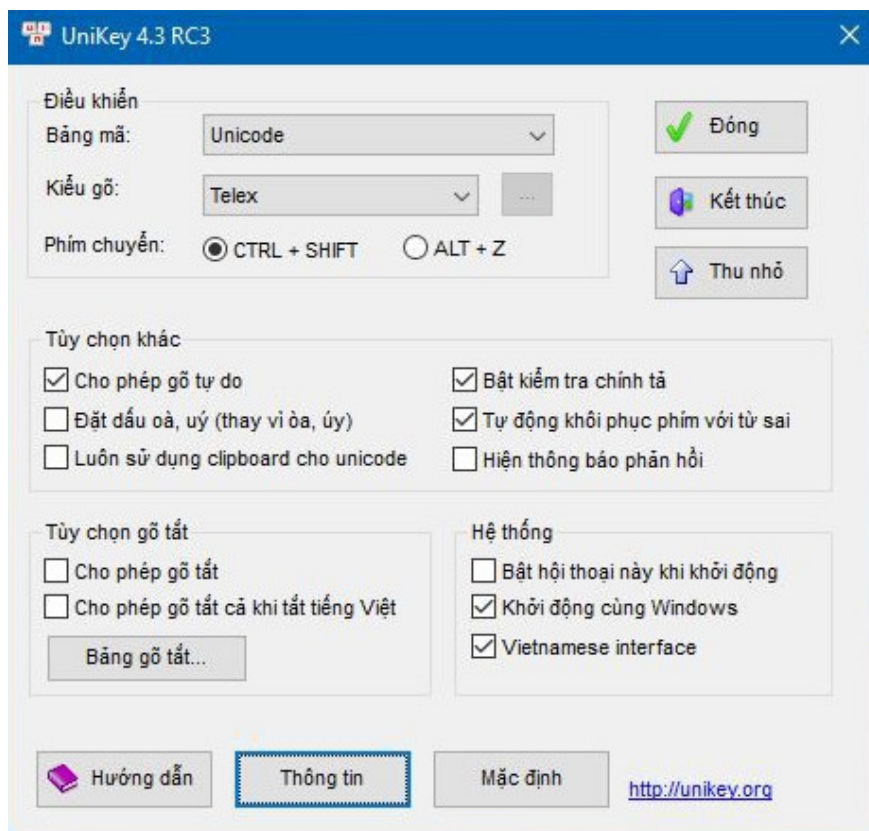 UniKey 4.3 RC3
Điều khiển
Bảng mã: Unicode
Đóng
Kiểu gõ: Telex ...
Kết thúc
Phím chuyển: CTRL + SHIFT ALT + Z
Thu nhỏ
Tùy chọn khác
Cho phép gõ tự do
Bật kiểm tra chính tả
Đặt dấu oà, uý (thay vì òa, úy)
Tự động khôi phục phím với từ sai
Luôn sử dụng clipboard cho unicode
Hiện thông báo phản hồi
Tùy chọn gõ tắt
Cho phép gõ tắt
Cho phép gõ tắt cả khi tắt tiếng Việt
Bảng gõ tắt...
Hệ thống
Bật hội thoại này khi khởi động
Khởi động cùng Windows
Vietnamese interface
Hướng dẫn
Thông tin
Mặc định
http://unikey.org